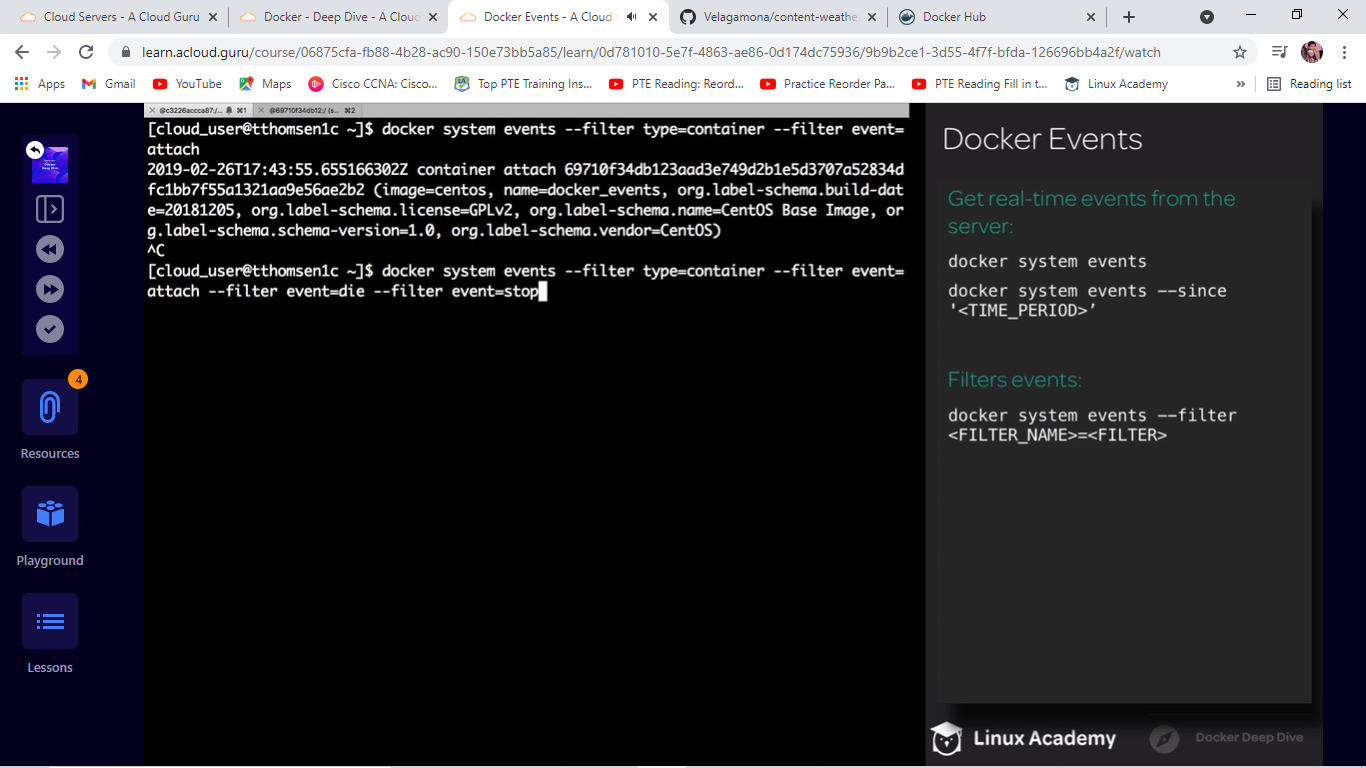 Cloud Servers - A Cloud Guru
Docker - Deep Dive - A Cloud
Docker Events - A Cloud
Velagamona/content-weathe
Docker Hub
learn.acloud.guru/course/06875cfa-fb88-4b28-ac90-150e73bb5a85/learn/0d781010-5e7f-4863-ae86-0d174dc75936/9b9b2ce1-3d55-4f7f-bfda-126696bb4a2f/watch
Apps
Gmail
YouTube
Maps
Cisco CCNA: Cisco...
Top PTE Training Ins...
PTE Reading: Reord...
Practice Reorder Pa...
PTE Reading Fill in t...
Linux Academy
»
Reading list
× @c3226accca87:/... ⌘1
× @69710f34db12:/ (s... ⌘2
[cloud_user@tthomsen1c ~]$ docker system events --filter type=container --filter event=
attach
2019-02-26T17:43:55.655166302Z container attach 69710f34db123aad3e749d2b1e5d3707a52834d
fc1bb7f55a1321aa9e56ae2b2 (image=centos, name=docker_events, org.label-schema.build-dat
e=20181205, org.label-schema.license=GPLv2, org.label-schema.name=CentOS Base Image, or
g.label-schema.schema-version=1.0, org.label-schema.vendor=CentOS)
^C
[cloud_user@tthomsen1c ~]$ docker system events --filter type=container --filter event=
attach --filter event=die --filter event=stop
4
Resources
Playground
Lessons
Docker Events
Get real-time events from the
server:
docker system events
docker system events --since
'<TIME_PERIOD>’
Filters events:
docker system events --filter
<FILTER_NAME>=<FILTER>
Linux Academy
Docker Deep Dive